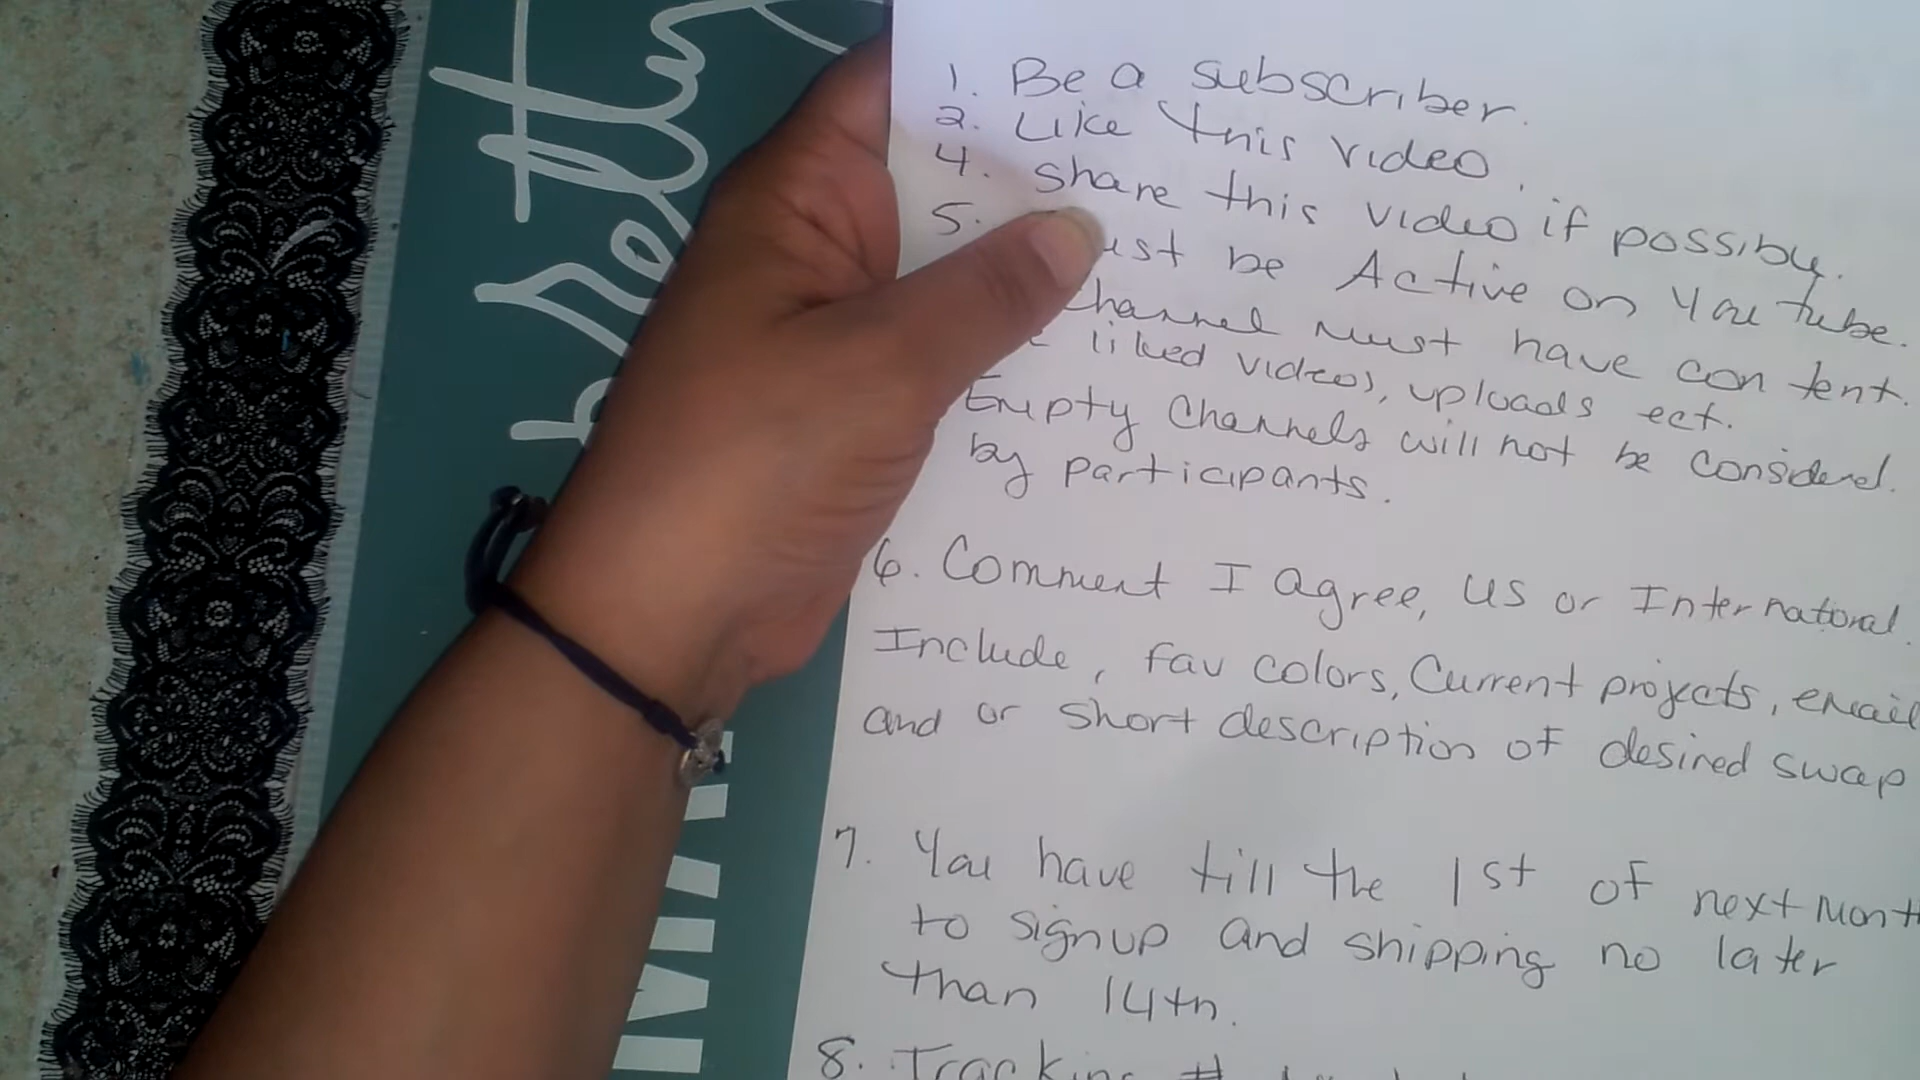 1. Be a subscriber.
2. Like this video.
4. Share this video if possibly.
5. be Active on You tube.
Channel must have content.
liked videos, uploads ect.
Empty Channels will not be considered.
by participants.
6. Comment I agree, US or International.
Include, fav colors, Current projects, email
and or short description of desired swap
7. You have till the 1st of next month
to signup and shipping no later
than 14th.
8. Tracking #